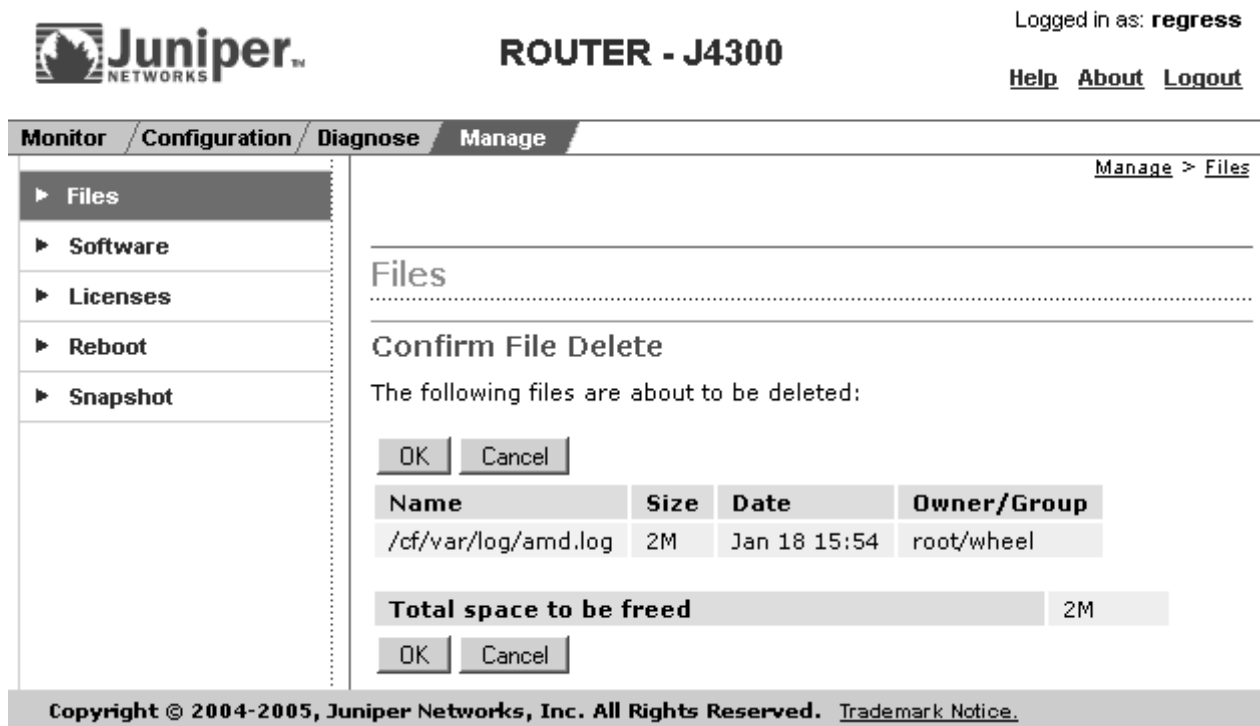 Juniper™
NETWORKS
ROUTER - J4300
Logged in as: regress
Help About Logout
Monitor Configuration Diagnose Manage
Manage > Files
Files
Software
Licenses
Reboot
Snapshot
Files
Confirm File Delete
The following files are about to be deleted:
OK Cancel
Name Size Date Owner/Group
/cf/var/log/amd.log 2M Jan 18 15:54 root/wheel
Total space to be freed 2M
OK Cancel
Copyright © 2004-2005, Juniper Networks, Inc. All Rights Reserved. Trademark Notice.